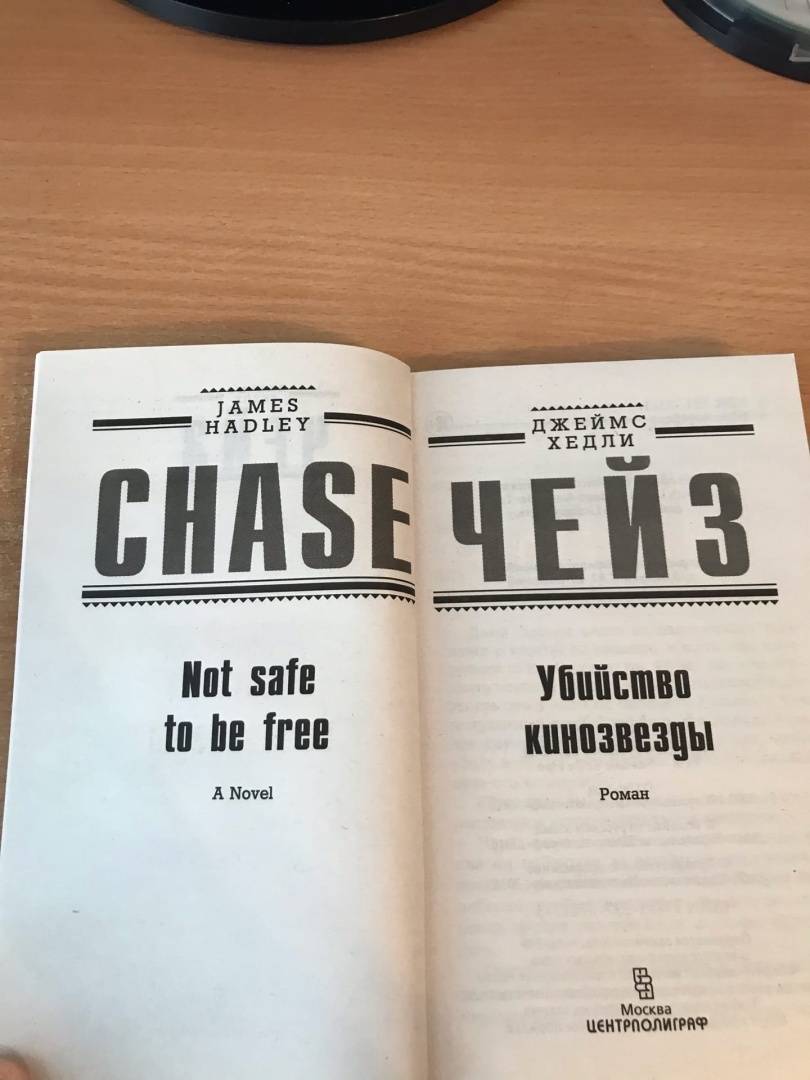 JAMES
HADLEY
CHASE
Not safe
to be free
A Novel
ДЖЕЙМС
ХЕДЛИ
ЧЕЙЗ
Убийство
кинозвезды
Роман
Москва
ЦЕНТРПОЛИГРАФ